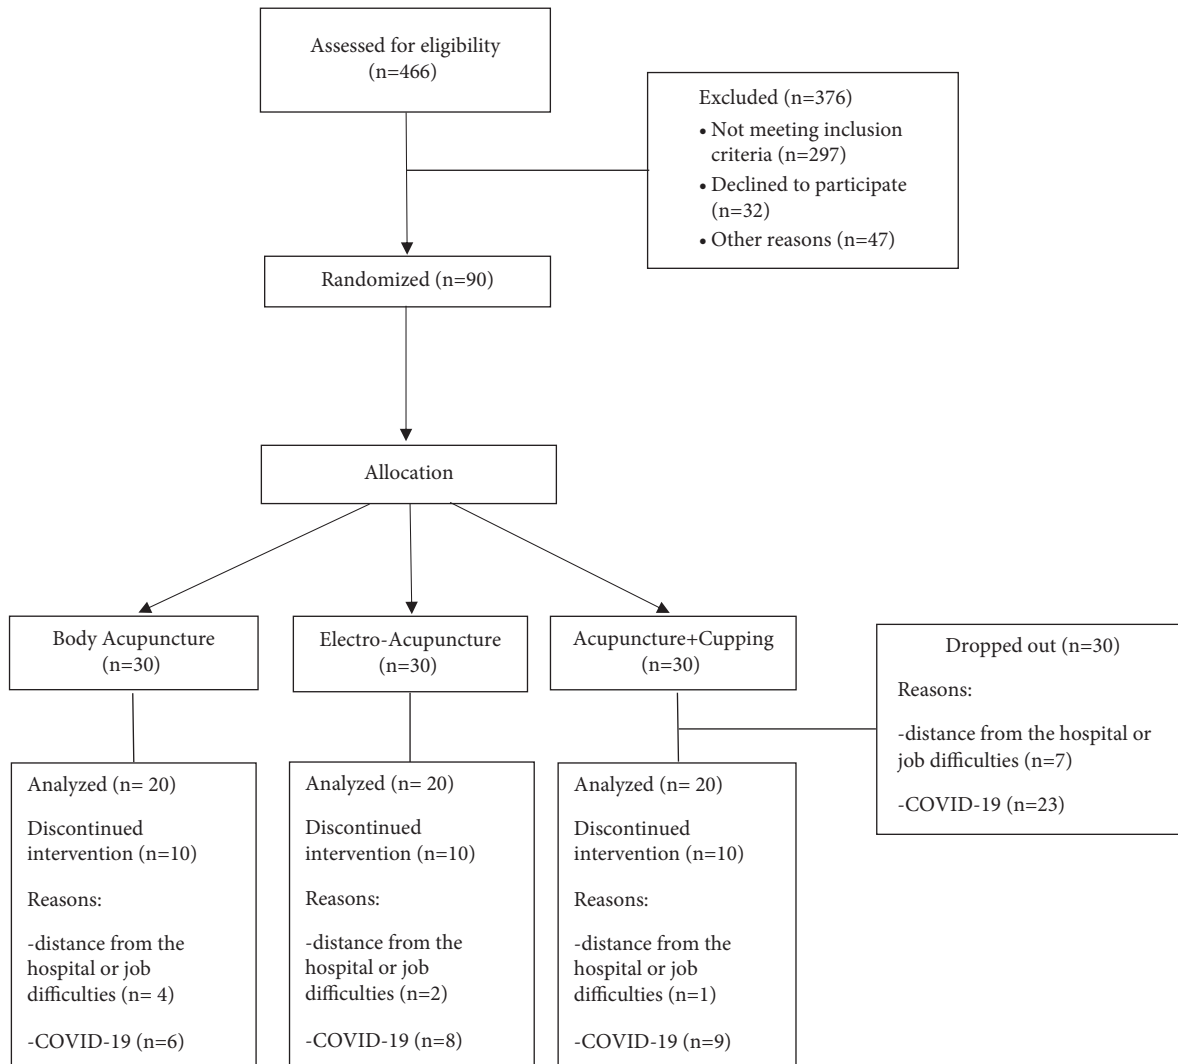 Assessed for eligibility
(n=466)
Excluded (n=376)
• Not meeting inclusion
criteria (n=297)
• Declined to participate
(n=32)
• Other reasons (n=47)
Randomized (n=90)
Allocation
Body Acupuncture
(n=30)
Electro-Acupuncture
(n=30)
Acupuncture+Cupping
(n=30)
Dropped out (n=30)
Reasons:
-distance from the hospital or
job difficulties (n=7)
-COVID-19 (n=23)
Analyzed (n= 20)
Discontinued
intervention (n=10)
Reasons:
-distance from the
hospital or job
difficulties (n= 4)
-COVID-19 (n=6)
Analyzed (n= 20)
Discontinued
intervention (n=10)
Reasons:
-distance from the
hospital or job
difficulties (n=2)
-COVID-19 (n=8)
Analyzed (n= 20)
Discontinued
intervention (n=10)
Reasons:
-distance from the
hospital or job
difficulties (n=1)
-COVID-19 (n=9)